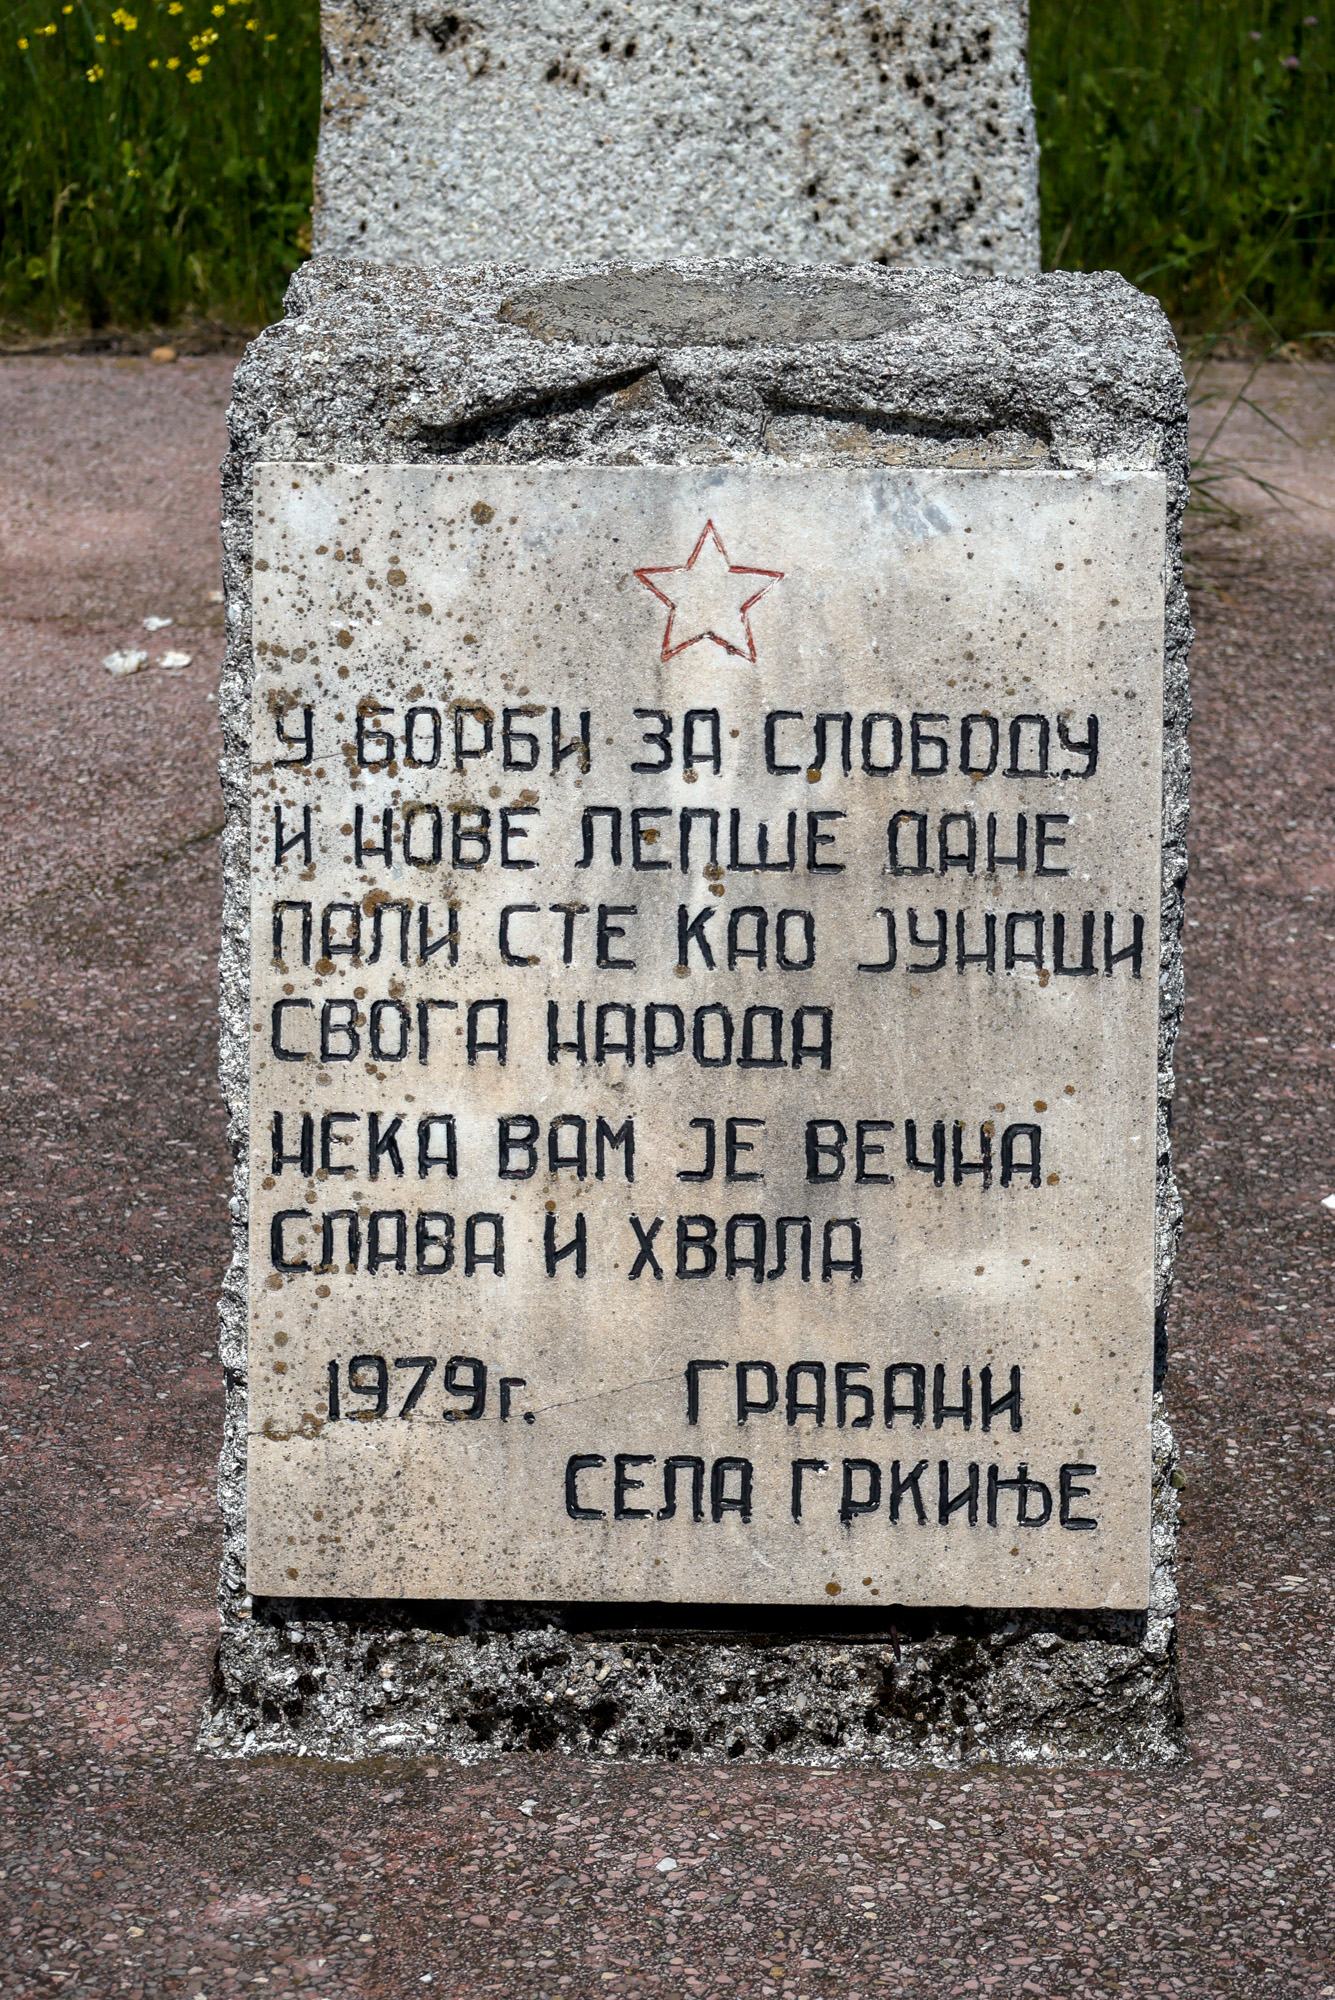 У БОРБИ ЗА СЛОБОДУ
И НОВЕ ЛЕПШЕ ДАНЕ
ПАЛИ СТЕ КАО ЈУНАЦИ
СВОГА НАРОДА
НЕКА ВАМ ЈЕ ВЕЧНА
СЛАВА И ХВАЛА
1979г. ГРАЂАНИ
СЕЛА ГРКИЊЕ